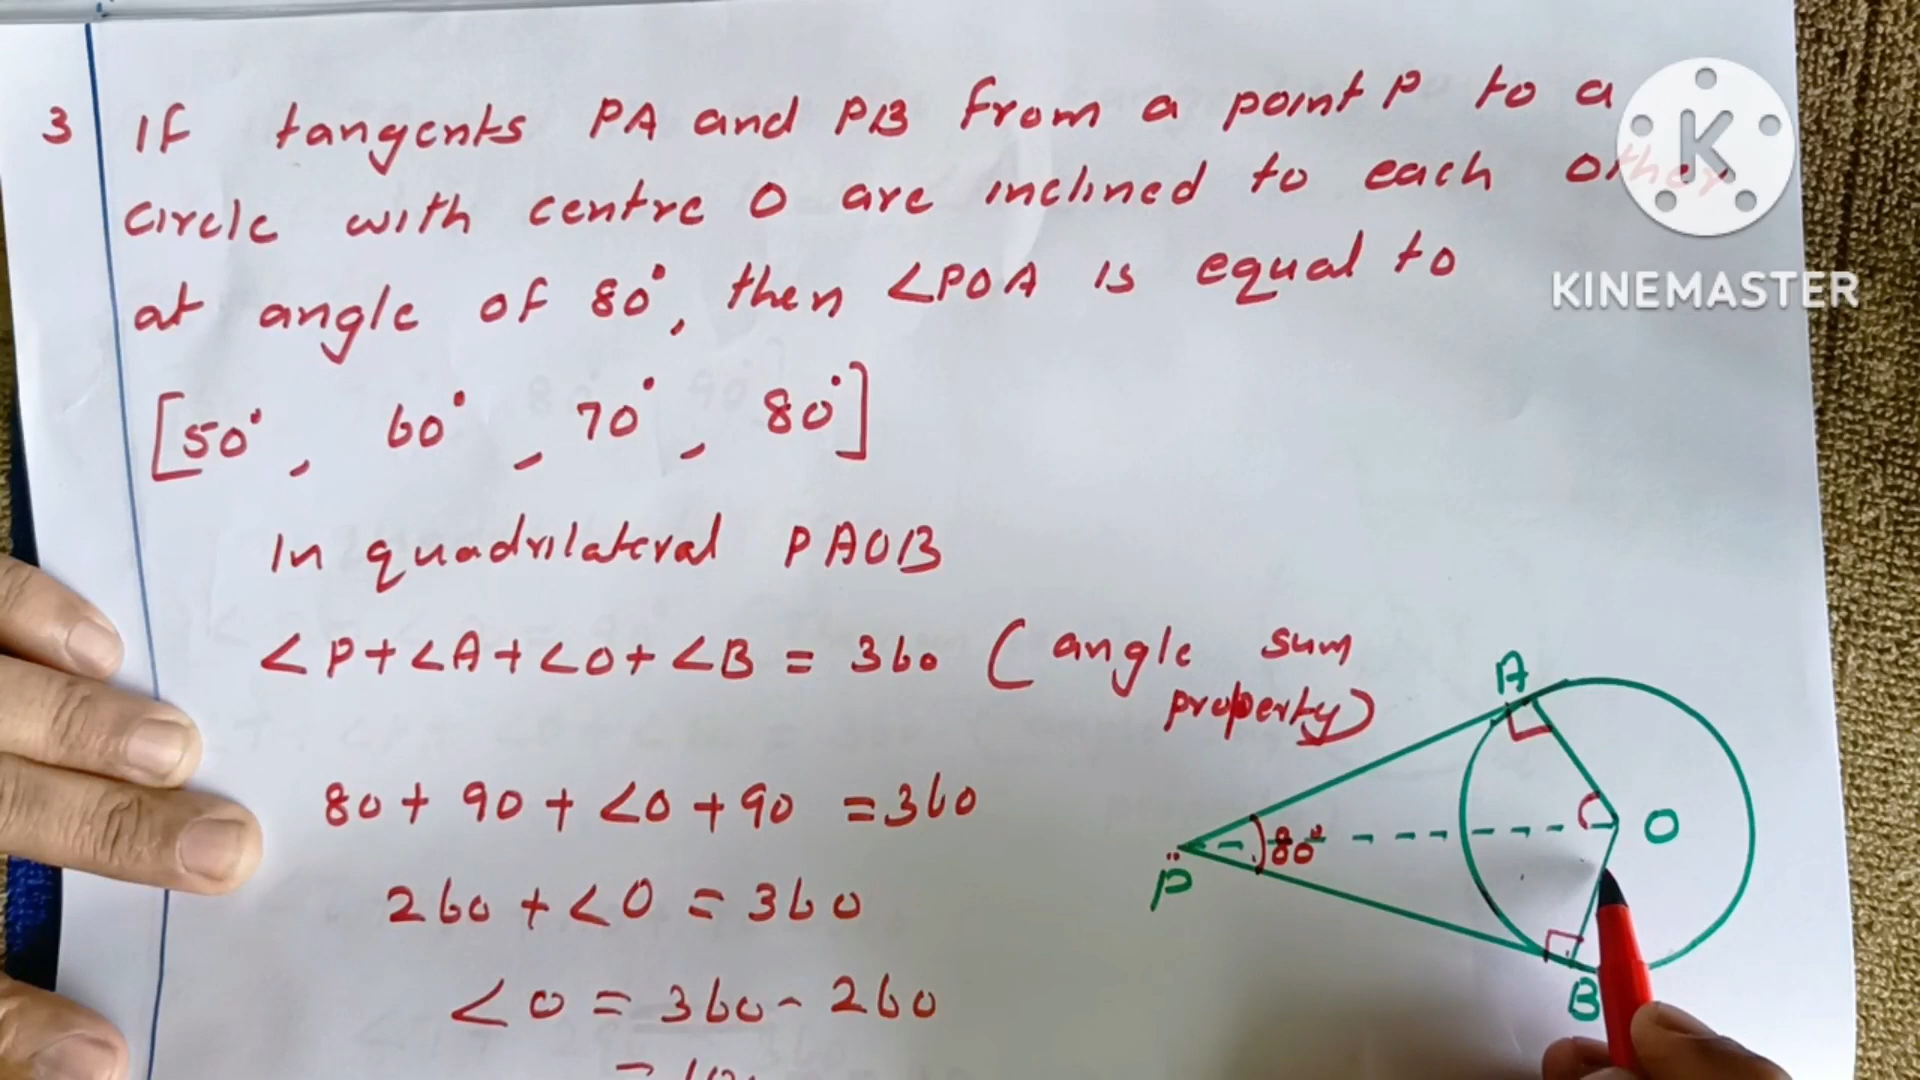 3 If tangents PA and PB from a point P to a
circle with centre O are inclined to each other
at angle of 80°, then ∠POA is equal to
[50°, 60°, 70°, 80°]
In quadrilateral PAOB
∠P+∠A+∠O+∠B = 360 (angle sum
property)
80+ 90 + ∠O +90 =360
260 +∠O = 360
∠O = 360-260
A
O
80°
P
B
K
KINEMASTER